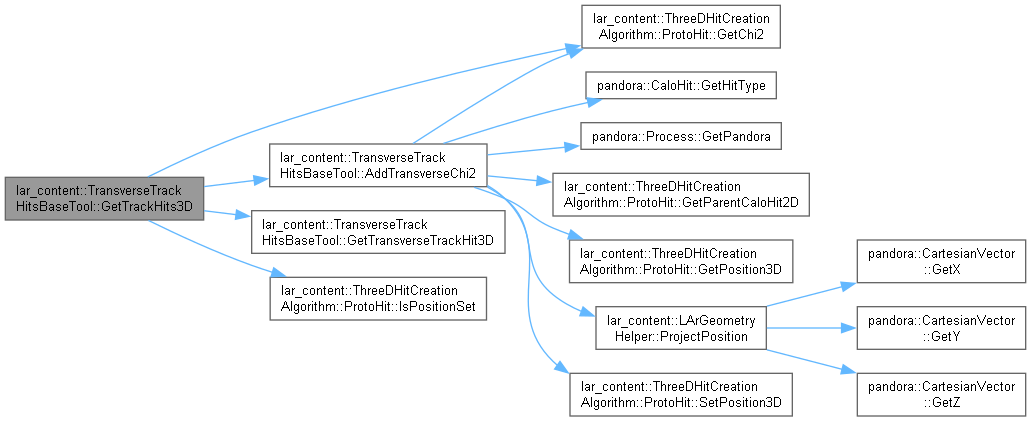 lar_content::TransverseTrack
HitsBaseTool::GetTrackHits3D
lar_content::TransverseTrack
HitsBaseTool::AddTransverseChi2
lar_content::TransverseTrack
HitsBaseTool::GetTransverseTrackHit3D
lar_content::ThreeDHitCreation
Algorithm::ProtoHit::IsPositionSet
lar_content::ThreeDHitCreation
Algorithm::ProtoHit::GetChi2
pandora::CaloHit::GetHitType
pandora::Process::GetPandora
lar_content::ThreeDHitCreation
Algorithm::ProtoHit::GetParentCaloHit2D
lar_content::ThreeDHitCreation
Algorithm::ProtoHit::GetPosition3D
lar_content::LArGeometry
Helper::ProjectPosition
lar_content::ThreeDHitCreation
Algorithm::ProtoHit::SetPosition3D
pandora::CartesianVector
::GetX
pandora::CartesianVector
::GetY
pandora::CartesianVector
::GetZ